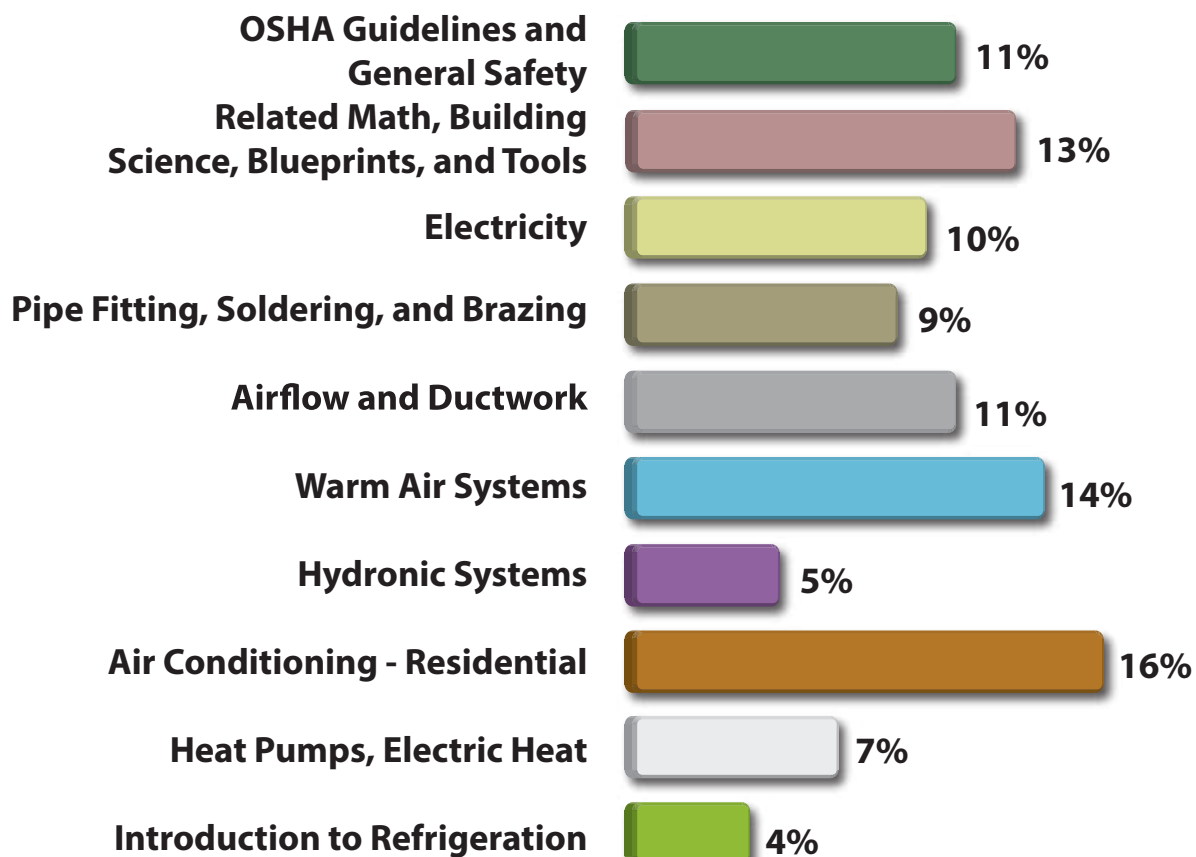 OSHA Guidelines and
General Safety
11%
Related Math, Building
Science, Blueprints, and Tools
13%
Electricity
10%
Pipe Fitting, Soldering, and Brazing
9%
Airflow and Ductwork
11%
Warm Air Systems
14%
Hydronic Systems
5%
Air Conditioning - Residential
16%
Heat Pumps, Electric Heat
7%
Introduction to Refrigeration
4%